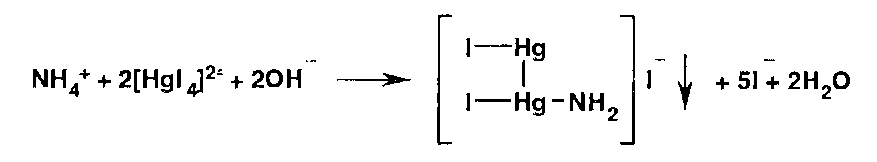 NH₄⁺ + 2[HgI₄]²⁻ + 2OH⁻ ⟶ [I—Hg
I—Hg–NH₂] I⁻ ↓ + 5I⁻ + 2H₂O